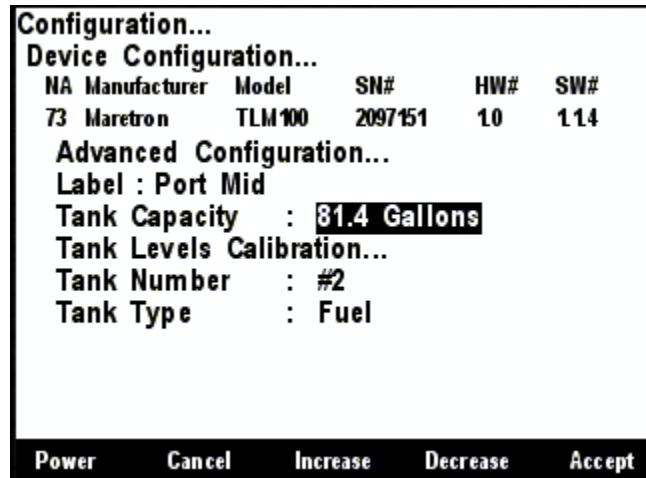 Configuration...
Device Configuration...
NA Manufacturer Model SN# HW# SW#
73 Maretron TLM100 2097151 1.0 1.1.4
Advanced Configuration...
Label : Port Mid
Tank Capacity : 81.4 Gallons
Tank Levels Calibration...
Tank Number : #2
Tank Type : Fuel
Power Cancel Increase Decrease Accept